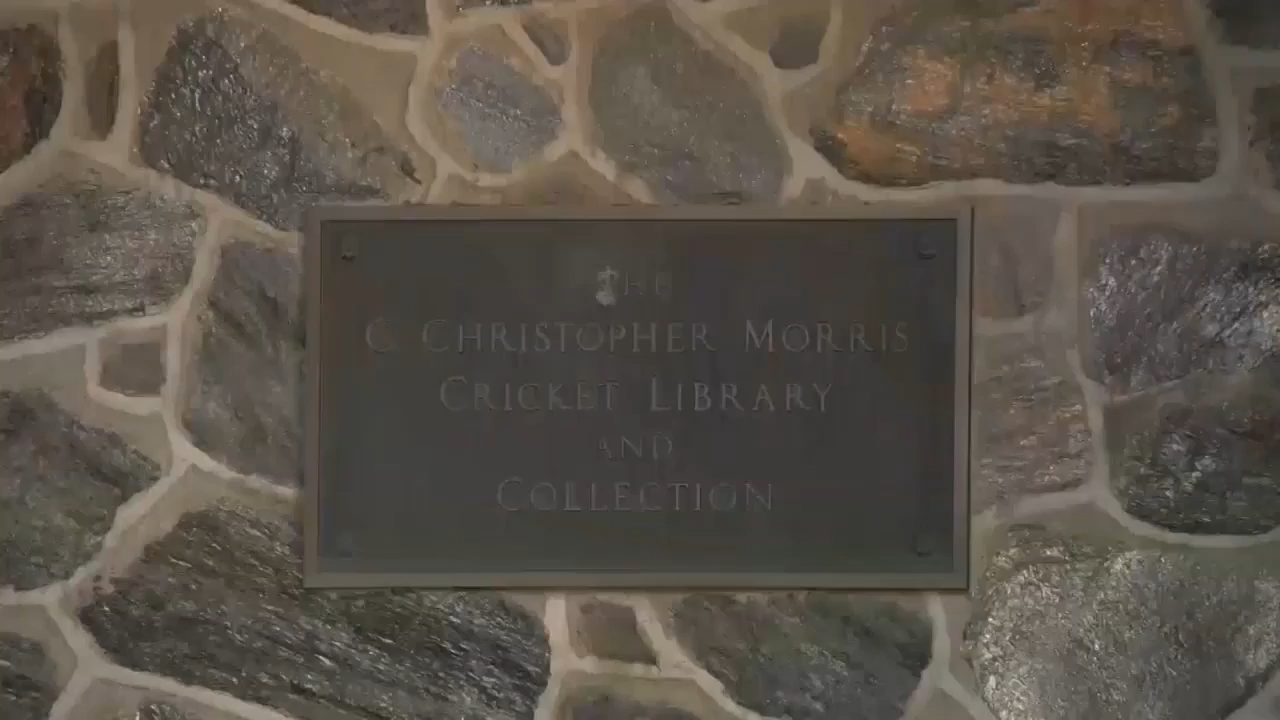 THE
C. CHRISTOPHER MORRIS
CRICKET LIBRARY
AND
COLLECTION